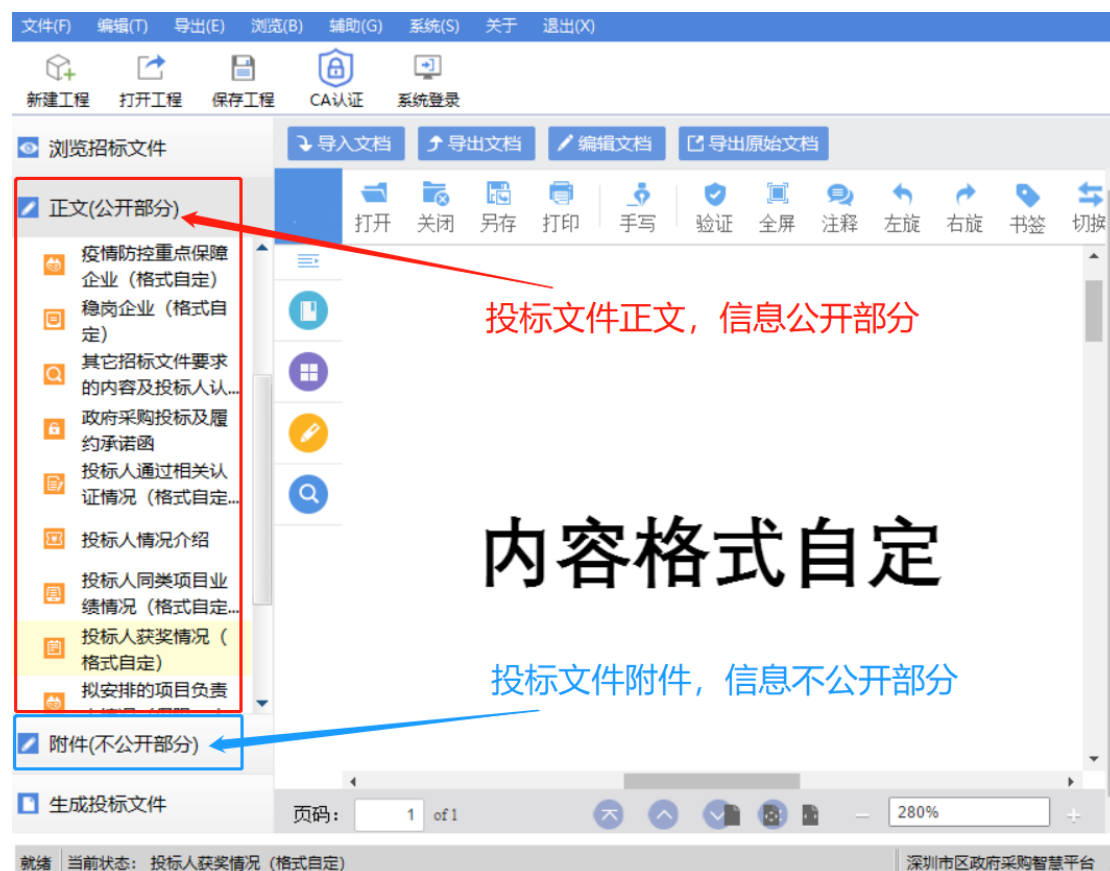 文件(F) 编辑(T) 导出(E) 浏览(B) 辅助(G) 系统(S) 关于 退出(X)
新建工程 打开工程 保存工程 CA认证 系统登录
浏览招标文件
导入文档 导出文档 编辑文档 导出原始文档
正文(公开部分)
打开 关闭 另存 打印 手写 验证 全屏 注释 左旋 右旋 书签 切换
疫情防控重点保障
企业（格式自定）
稳岗企业（格式自
定）
其它招标文件要求
的内容及投标人认...
政府采购投标及履
约承诺函
投标人通过相关认
证情况（格式自定...
投标人情况介绍
投标人同类项目业
绩情况（格式自定...
投标人获奖情况（
格式自定）
拟安排的项目负责
投标文件正文，信息公开部分
内容格式自定
投标文件附件，信息不公开部分
附件(不公开部分)
生成投标文件
页码： 1 of 1 280%
就绪 当前状态： 投标人获奖情况（格式自定） 深圳市区政府采购智慧平台